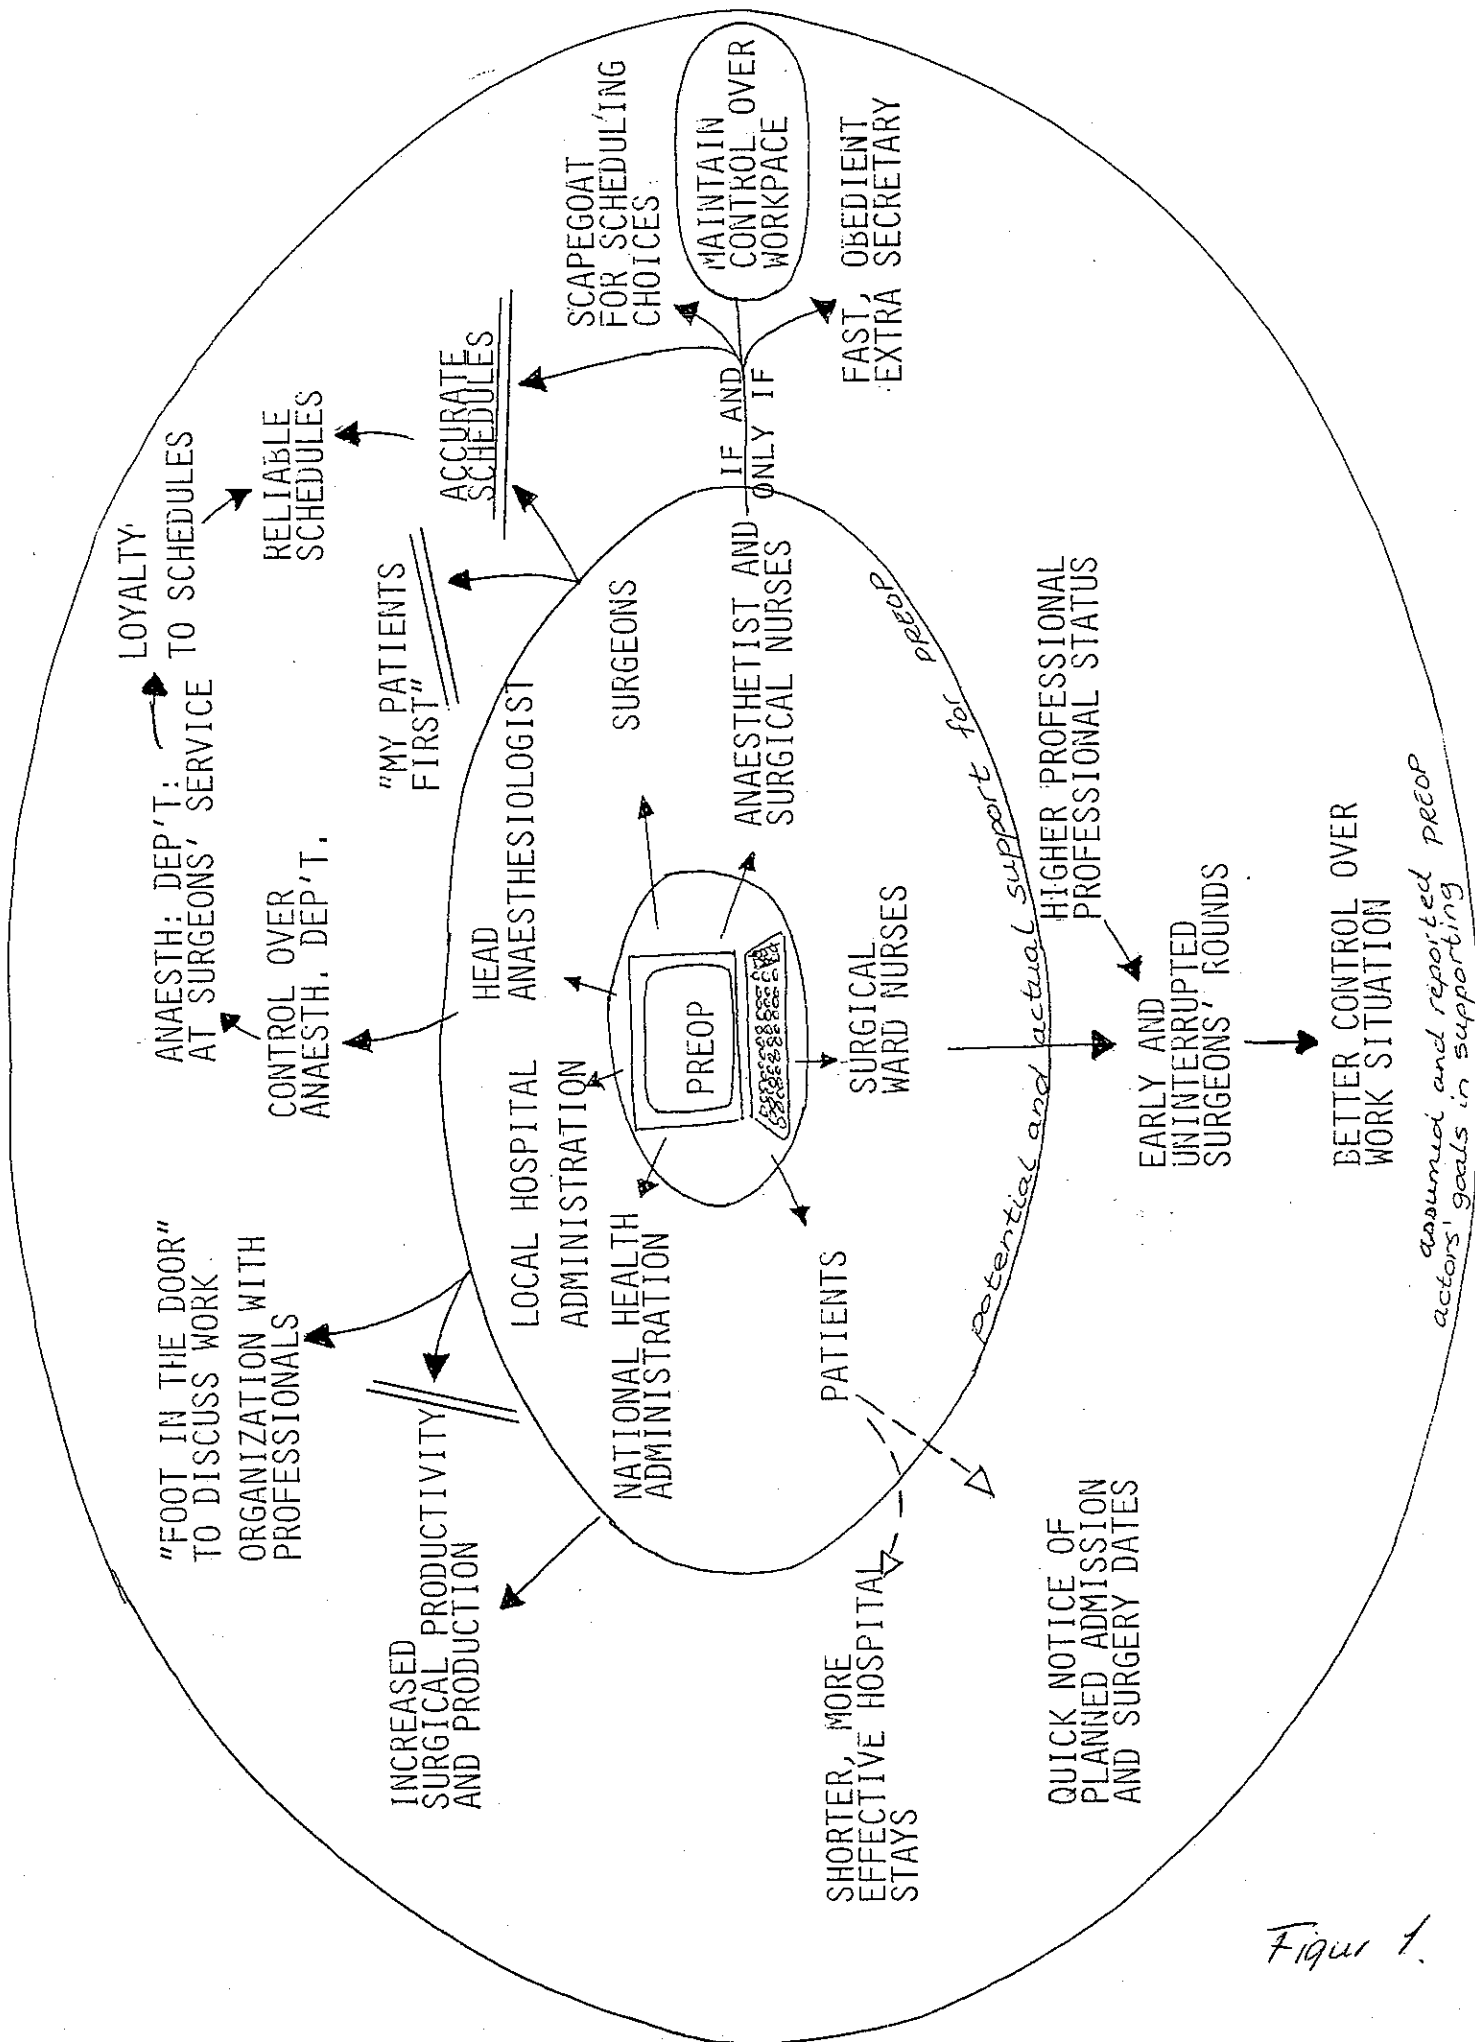 "FOOT IN THE DOOR"
TO DISCUSS WORK
ORGANIZATION WITH
PROFESSIONALS
INCREASED
SURGICAL PRODUCTIVITY
AND PRODUCTION
ANAESTH: DEP'T:
AT SURGEONS' SERVICE
CONTROL OVER
ANAESTH. DEP'T.
LOYALTY
TO SCHEDULES
RELIABLE
SCHEDULES
"MY PATIENTS
FIRST"
ACCURATE
SCHEDULES
SCAPEGOAT
FOR SCHEDULING
CHOICES
MAINTAIN
CONTROL OVER
WORKPACE
FAST, OBEDIENT
EXTRA SECRETARY
IF AND
ONLY IF
NATIONAL HEALTH
ADMINISTRATION
LOCAL HOSPITAL
ADMINISTRATION
HEAD
ANAESTHESIOLOGIST
SURGEONS
ANAESTHETIST AND
SURGICAL NURSES
PREOP
SURGICAL
WARD NURSES
PATIENTS
potential and actual support for PREOP
SHORTER, MORE
EFFECTIVE HOSPITAL
STAYS
QUICK NOTICE OF
PLANNED ADMISSION
AND SURGERY DATES
HIGHER PROFESSIONAL
PROFESSIONAL STATUS
EARLY AND
UNINTERRUPTED
SURGEONS' ROUNDS
BETTER CONTROL OVER
WORK SITUATION
assumed and reported PREOP
actors' goals in supporting
Figur 1.